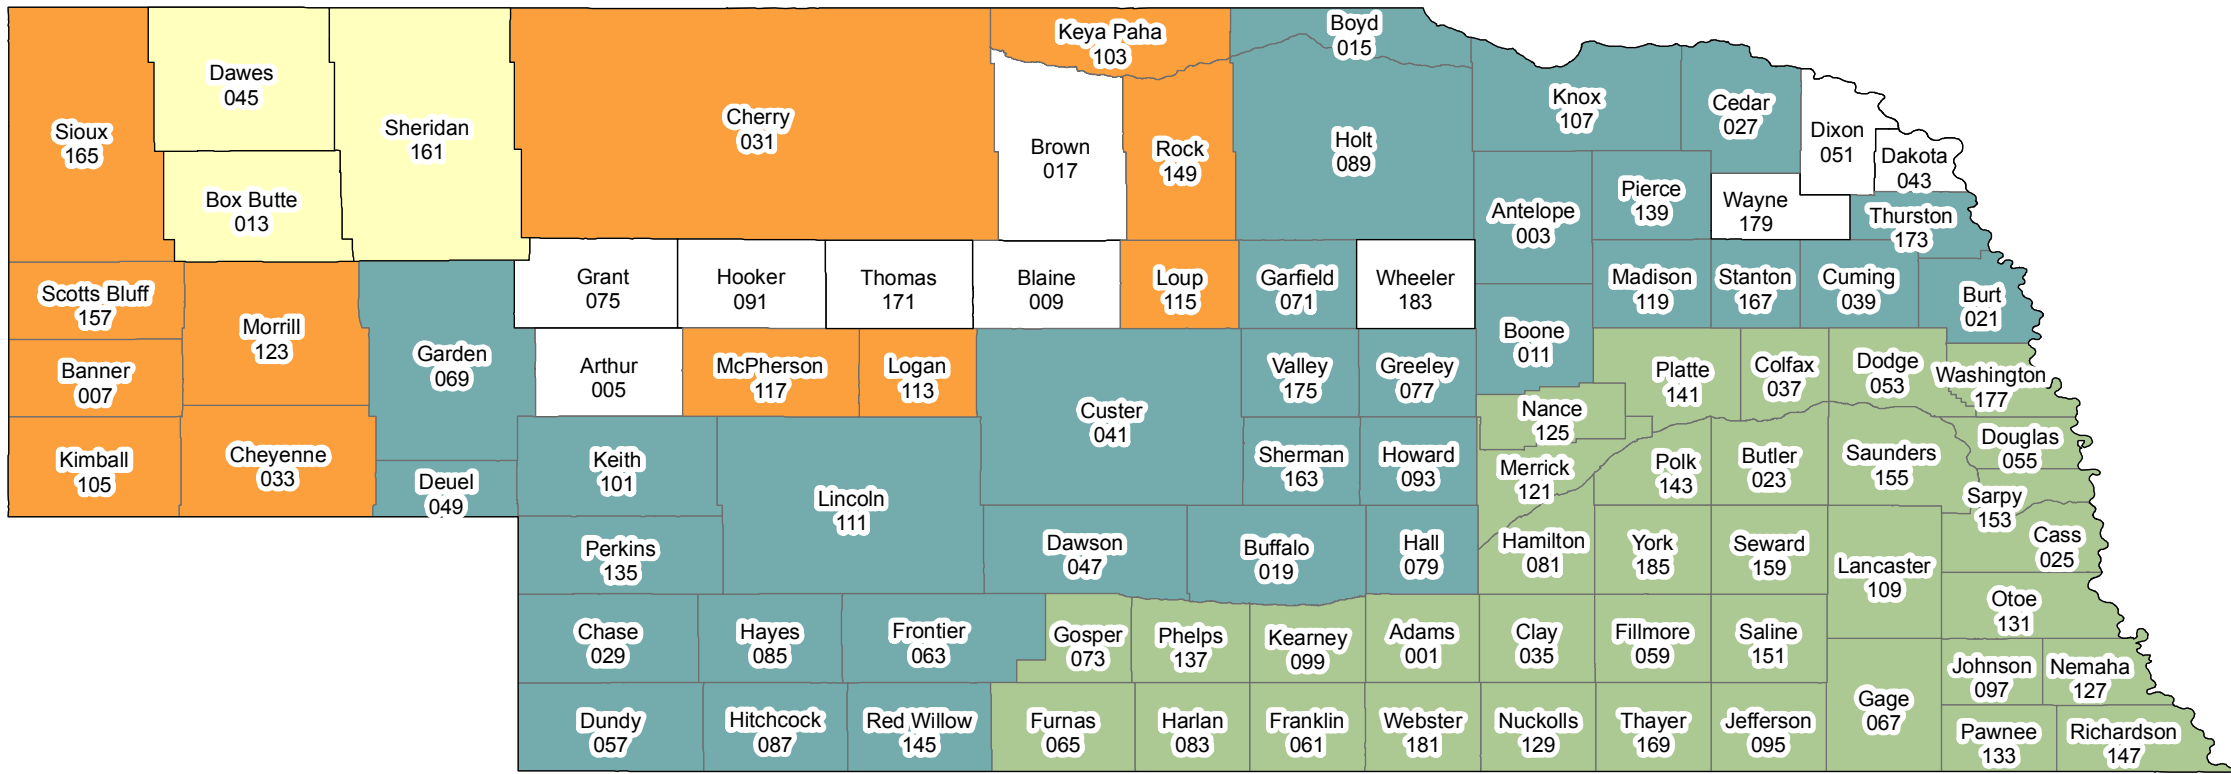 Sioux
165
Dawes
045
Box Butte
013
Sheridan
161
Cherry
031
Keya Paha
103
Brown
017
Rock
149
Boyd
015
Holt
089
Knox
107
Cedar
027
Dixon
051
Dakota
043
Antelope
003
Pierce
139
Wayne
179
Thurston
173
Scotts Bluff
157
Banner
007
Morrill
123
Garden
069
Grant
075
Hooker
091
Thomas
171
Blaine
009
Loup
115
Garfield
071
Wheeler
183
Boone
011
Madison
119
Stanton
167
Cuming
039
Burt
021
Arthur
005
McPherson
117
Logan
113
Custer
041
Valley
175
Greeley
077
Nance
125
Platte
141
Colfax
037
Dodge
053
Washington
177
Kimball
105
Cheyenne
033
Deuel
049
Keith
101
Lincoln
111
Sherman
163
Howard
093
Merrick
121
Polk
143
Butler
023
Saunders
155
Douglas
055
Sarpy
153
Perkins
135
Dawson
047
Buffalo
019
Hall
079
Hamilton
081
York
185
Seward
159
Lancaster
109
Cass
025
Otoe
131
Chase
029
Hayes
085
Frontier
063
Gosper
073
Phelps
137
Kearney
099
Adams
001
Clay
035
Fillmore
059
Saline
151
Gage
067
Johnson
097
Nemaha
127
Dundy
057
Hitchcock
087
Red Willow
145
Furnas
065
Harlan
083
Franklin
061
Webster
181
Nuckolls
129
Thayer
169
Jefferson
095
Pawnee
133
Richardson
147